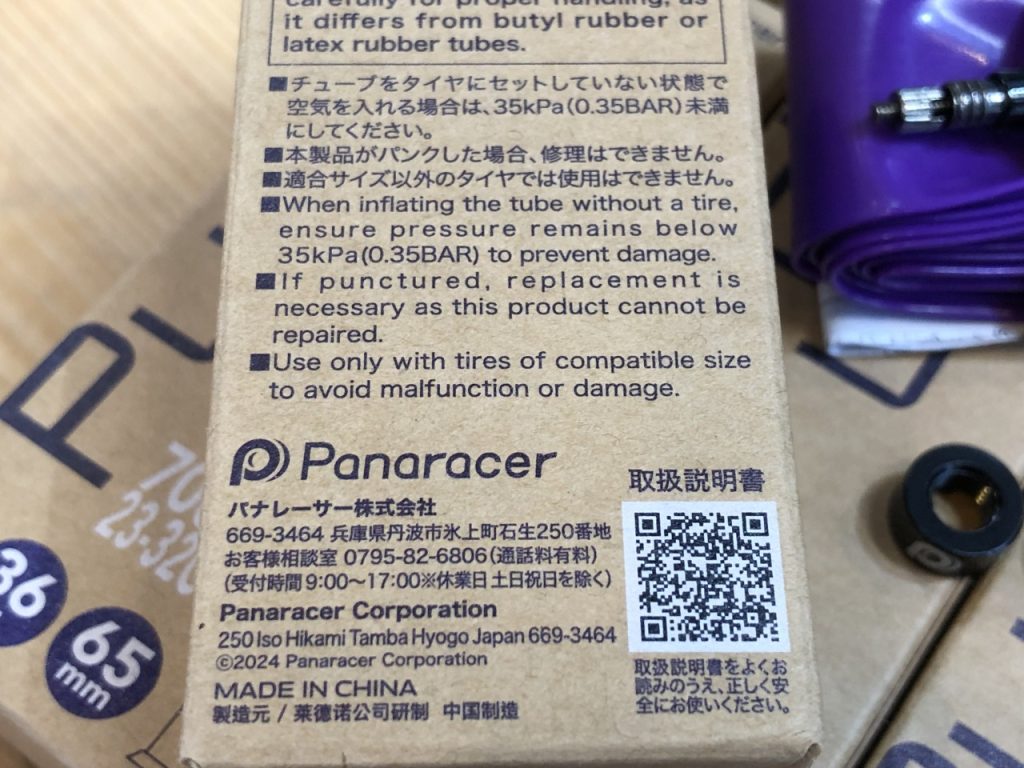 carefully for proper handling, as
it differs from butyl rubber or
latex rubber tubes.
■チューブをタイヤにセットしていない状態で
空気を入れる場合は、35kPa(0.35BAR)未満
にしてください。
■本製品がパンクした場合、修理はできません。
■適合サイズ以外のタイヤでは使用はできません。
■When inflating the tube without a tire,
ensure pressure remains below
35kPa(0.35BAR) to prevent damage.
■If punctured, replacement is
necessary as this product cannot be
repaired.
■Use only with tires of compatible size
to avoid malfunction or damage.
Panaracer
パナレーサー株式会社
669-3464 兵庫県丹波市氷上町石生250番地
お客様相談室 0795-82-6806(通話料有料)
(受付時間 9:00〜17:00※休業日 土日祝日を除く)
Panaracer Corporation
250 Iso Hikami Tamba Hyogo Japan 669-3464
©2024 Panaracer Corporation
MADE IN CHINA
製造元 / 莱德诺公司研制 中国制造
取扱説明書
取扱説明書をよくお
読みのうえ、正しく安
全にお使いください。
36
65
mm